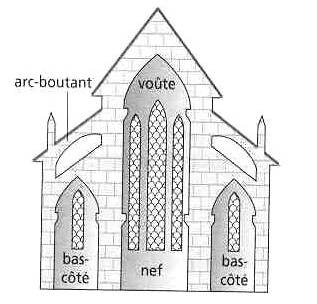 arc-boutant
voûte
bas-
côté
nef
bas-
côté